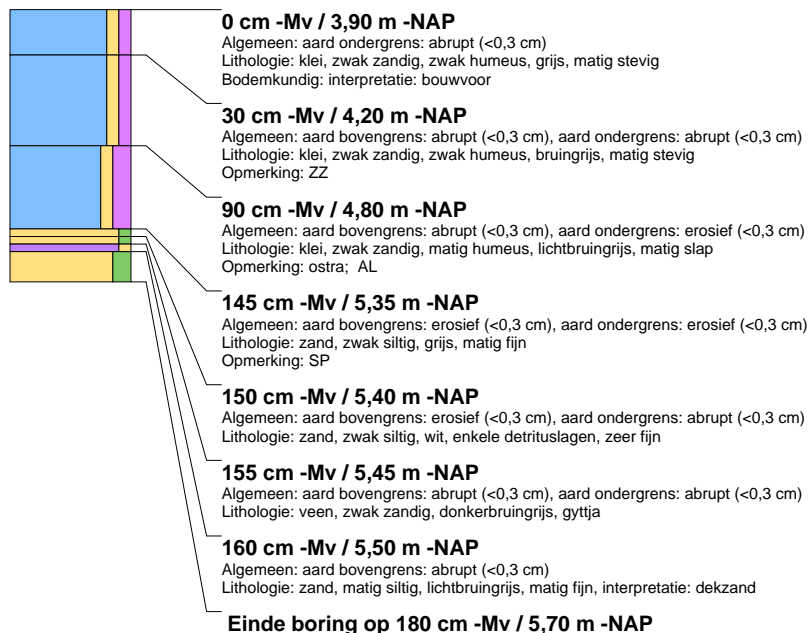 0 cm -Mv / 3,90 m -NAP
Algemeen: aard ondergrens: abrupt (<0,3 cm)
Lithologie: klei, zwak zandig, zwak humeus, grijs, matig stevig
Bodemkundig: interpretatie: bouwvoor
30 cm -Mv / 4,20 m -NAP
Algemeen: aard bovengrens: abrupt (<0,3 cm), aard ondergrens: abrupt (<0,3 cm)
Lithologie: klei, zwak zandig, zwak humeus, bruingrijs, matig stevig
Opmerking: ZZ
90 cm -Mv / 4,80 m -NAP
Algemeen: aard bovengrens: abrupt (<0,3 cm), aard ondergrens: erosief (<0,3 cm)
Lithologie: klei, zwak zandig, matig humeus, lichtbruingrijs, matig slap
Opmerking: ostra; AL
145 cm -Mv / 5,35 m -NAP
Algemeen: aard bovengrens: erosief (<0,3 cm), aard ondergrens: erosief (<0,3 cm)
Lithologie: zand, zwak siltig, grijs, matig fijn
Opmerking: SP
150 cm -Mv / 5,40 m -NAP
Algemeen: aard bovengrens: erosief (<0,3 cm), aard ondergrens: abrupt (<0,3 cm)
Lithologie: zand, zwak siltig, wit, enkele detrituslagen, zeer fijn
155 cm -Mv / 5,45 m -NAP
Algemeen: aard bovengrens: abrupt (<0,3 cm), aard ondergrens: abrupt (<0,3 cm)
Lithologie: veen, zwak zandig, donkerbruingrijs, gyttja
160 cm -Mv / 5,50 m -NAP
Algemeen: aard bovengrens: abrupt (<0,3 cm)
Lithologie: zand, matig siltig, lichtbruingrijs, matig fijn, interpretatie: dekzand
Einde boring op 180 cm -Mv / 5,70 m -NAP